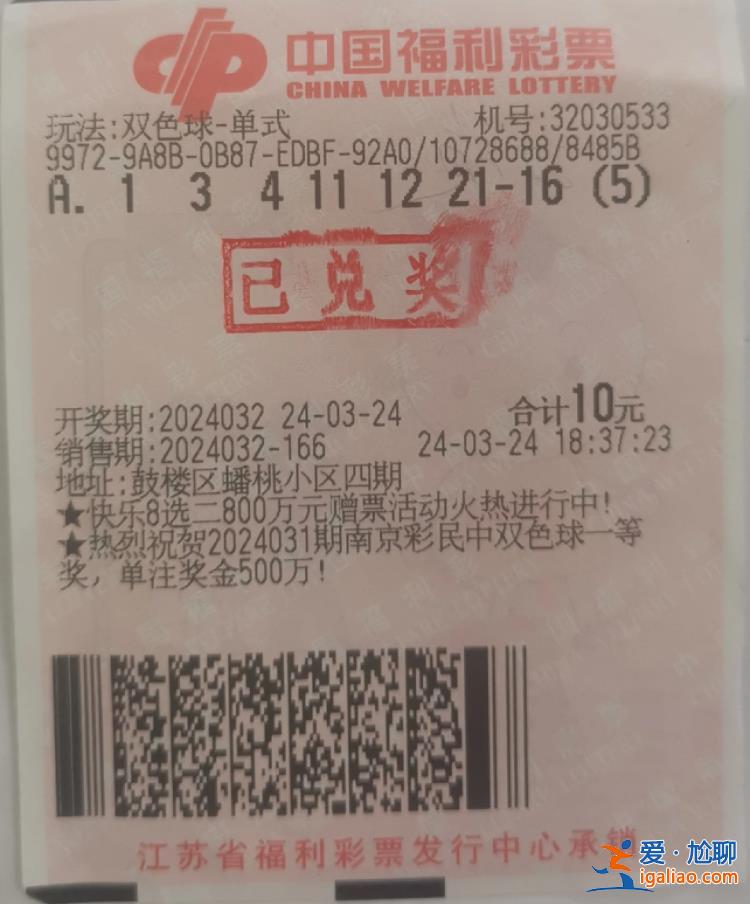 中国福利彩票
CHINA WELFARE LOTTERY
玩法:双色球-单式 机号:32030533
9972-9A8B-0B87-EDBF-92A0/10728688/8485B
A. 1 3 4 11 12 21-16 (5)
已兑奖
开奖期:2024032 24-03-24 合计10元
销售期:2024032-166 24-03-24 18:37:23
地址:鼓楼区蟠桃小区四期
★快乐8选二800万元赠票活动火热进行中!
★热烈祝贺2024031期南京彩民中双色球一等
奖，单注奖金500万!
江苏省福利彩票发行中心承销
爱·尬聊
igaliao.com